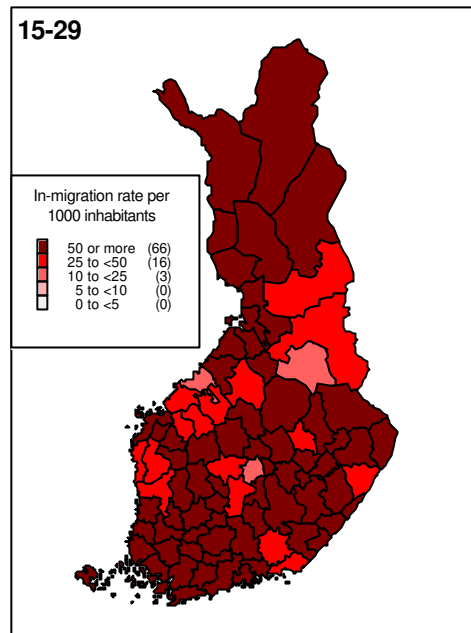 15-29
In-migration rate per
1000 inhabitants
50 or more (66)
25 to <50 (16)
10 to <25 (3)
5 to <10 (0)
0 to <5 (0)